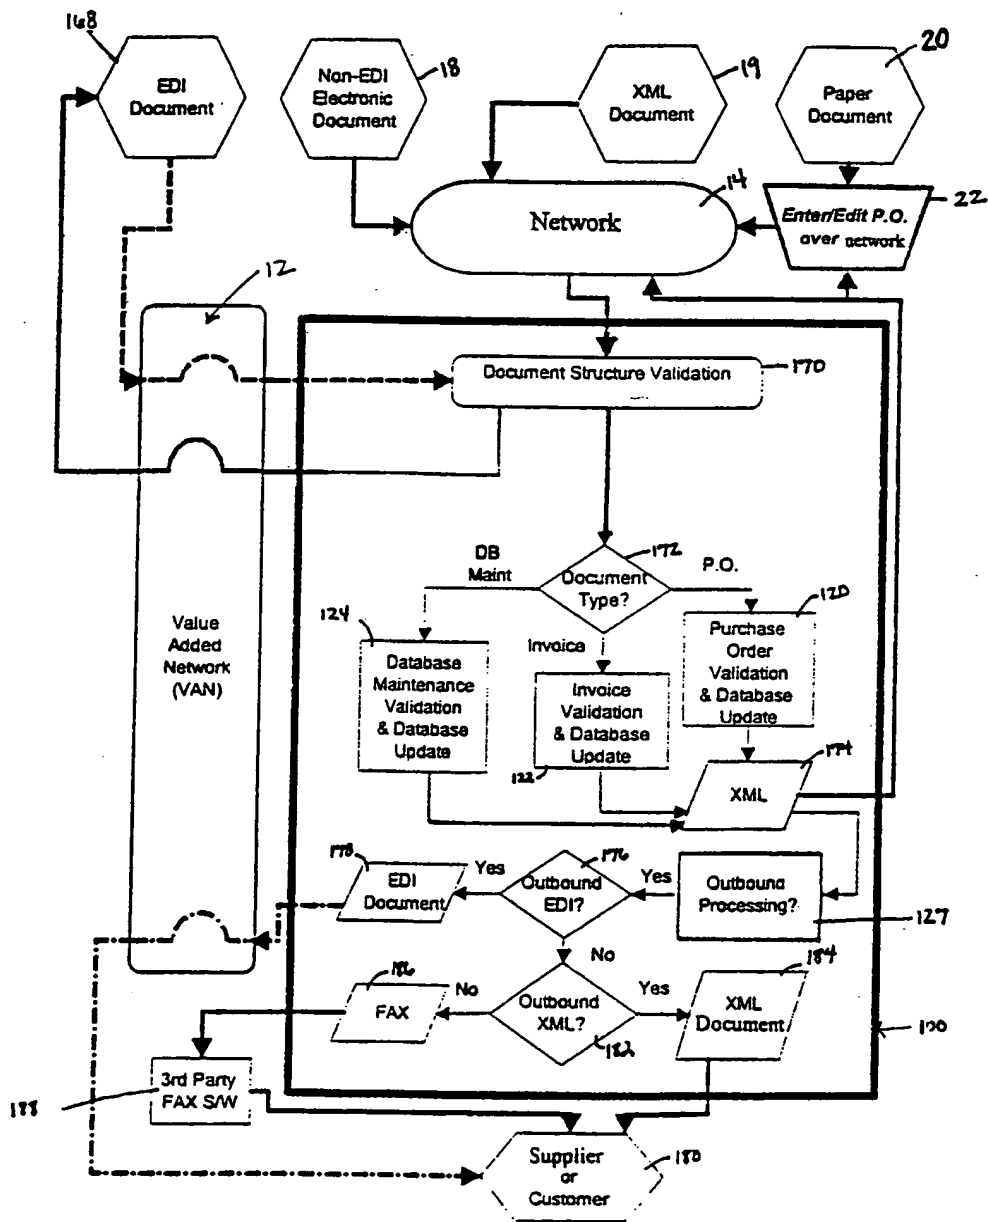 168
EDI
Document
Non-EDI
Electronic
Document
18
XML
Document
19
Paper
Document
20
Network
14
Enter/Edit P.O.
over network
22
12
Document Structure Validation
170
DB
Maint
Document
Type?
172
P.O.
Invoice
124
Database
Maintenance
Validation
& Database
Update
Invoice
Validation
& Database
Update
122
120
Purchase
Order
Validation
& Database
Update
Value
Added
Network
(VAN)
XML
174
178
EDI
Document
Yes
Outbound
EDI?
176
Yes
Outbound
Processing?
127
No
186
FAX
No
Outbound
XML?
182
Yes
XML
Document
184
100
3rd Party
FAX S/W
188
Supplier
or
Customer
180